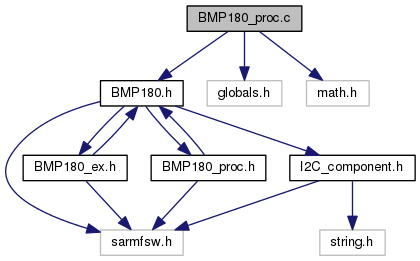 BMP180_proc.c
BMP180.h
globals.h
math.h
BMP180_ex.h
BMP180_proc.h
I2C_component.h
sarmfsw.h
string.h